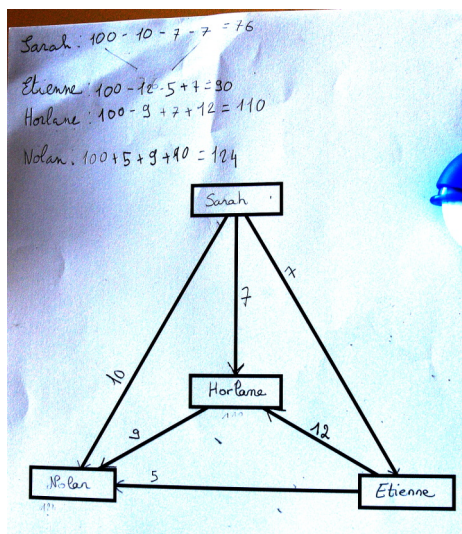 Sarah: 100 - 10 - 7 - 7 = 76
Etienne: 100 - 12 - 5 + 7 = 90
Horlane: 100 - 9 + 7 + 12 = 110
Nolan: 100 + 5 + 9 + 10 = 124
Sarah
7
7
10
Horlane
9
12
Nolan
5
Etienne